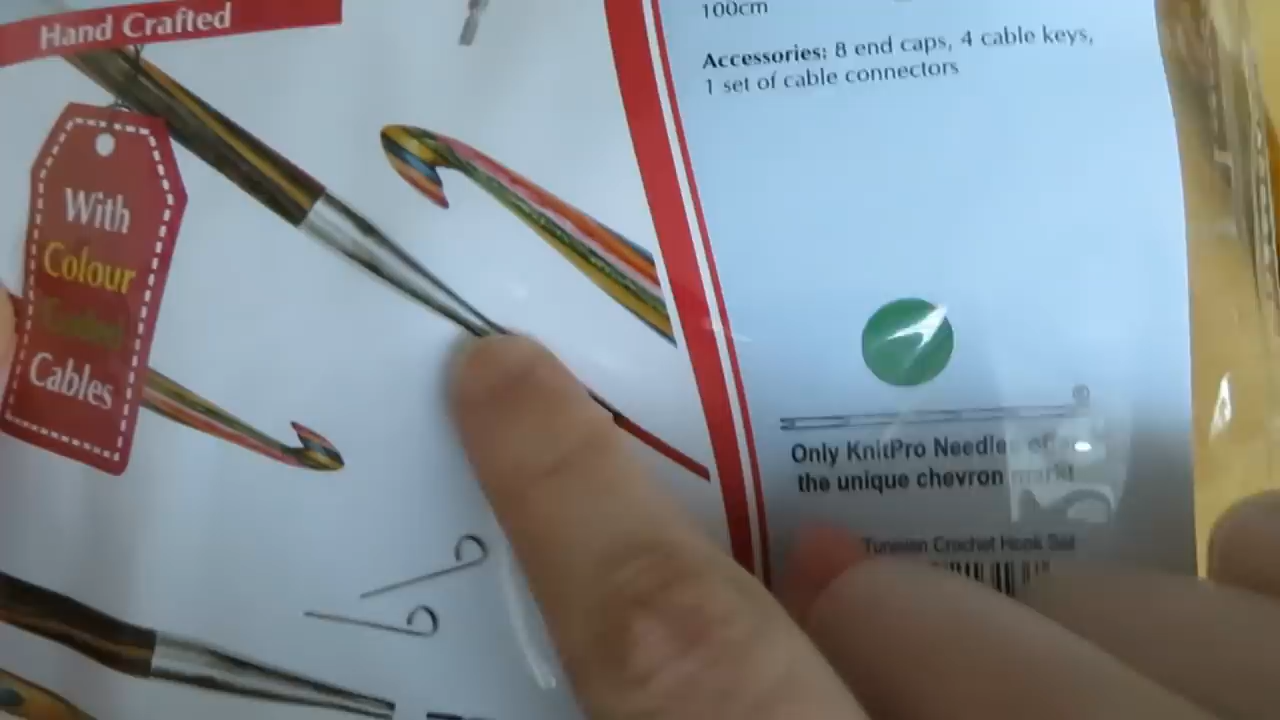 Hand Crafted
With
Colour
Cables
100cm
Accessories: 8 end caps, 4 cable keys,
1 set of cable connectors
Only KnitPro Needles
the unique chevron
Tunisian Crochet Hook Set